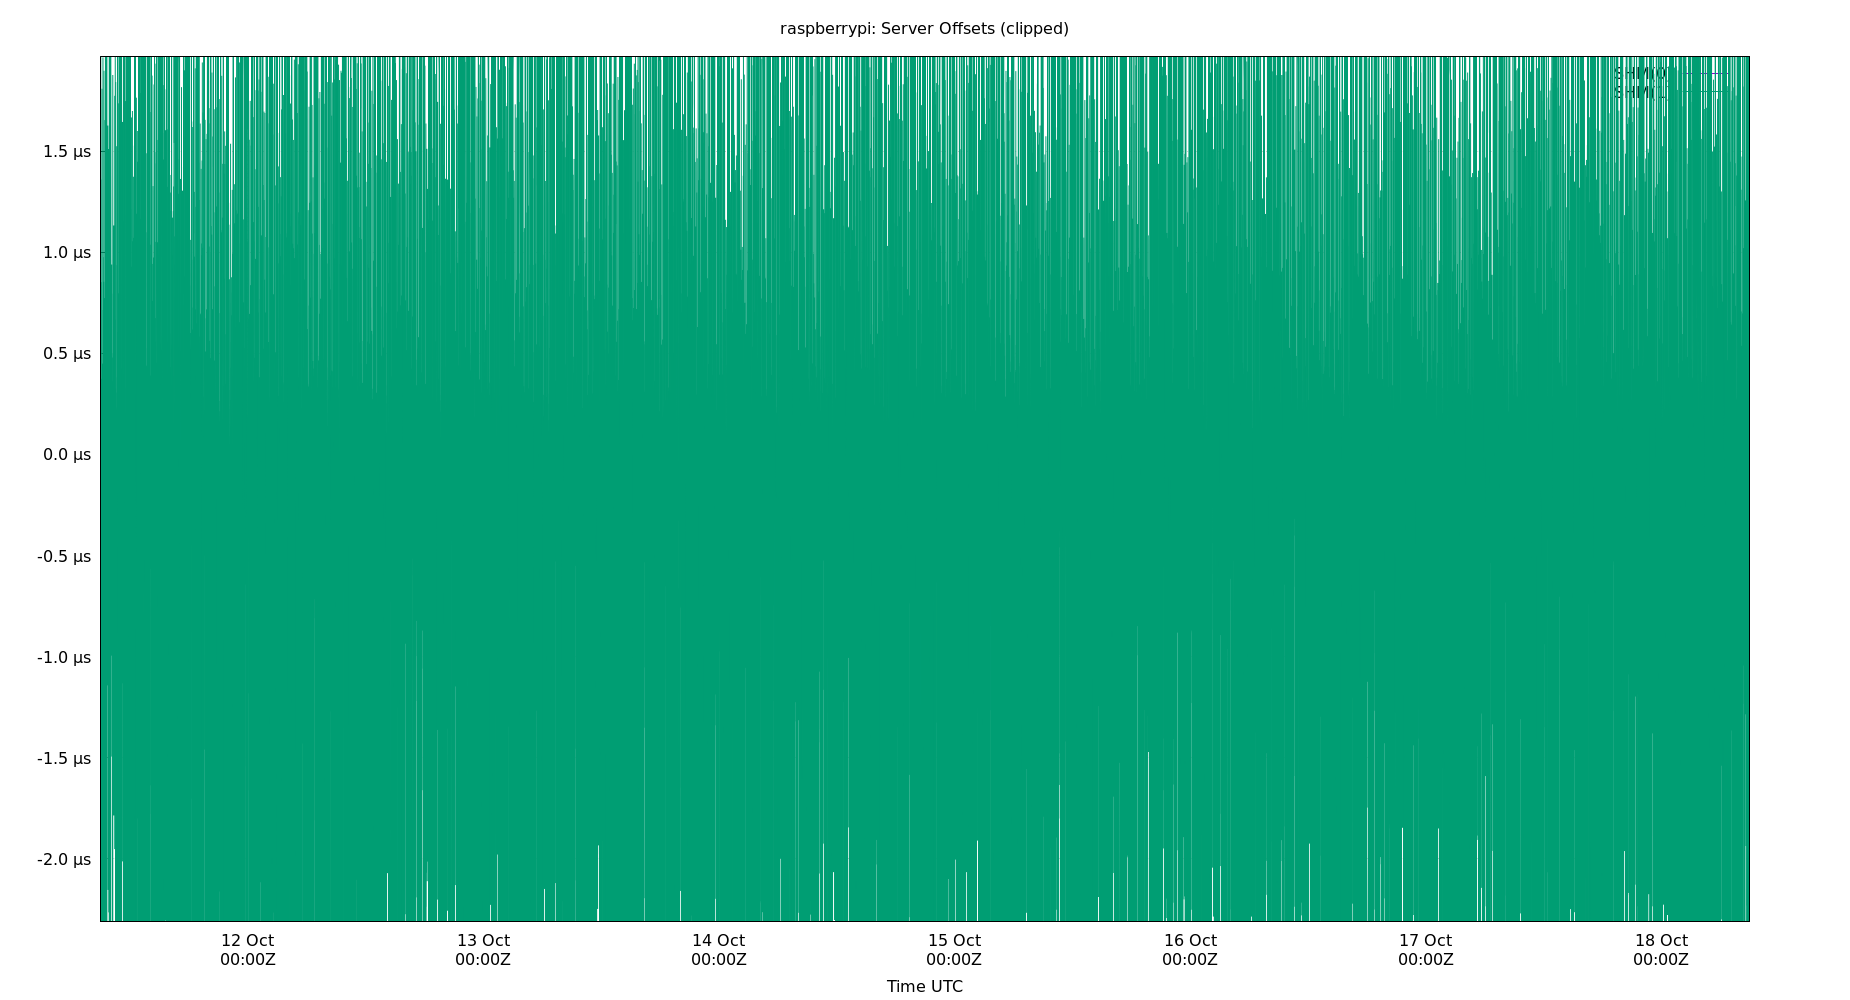 raspberrypi: Server Offsets (clipped)
SHM(0)
1.5 µs
1.0 µs
0.5 µs
0.0 µs
-0.5 µs
-1.0 µs
-1.5 µs
-2.0 µs
12 Oct
00:00Z
13 Oct
00:00Z
14 Oct
00:00Z
15 Oct
00:00Z
16 Oct
00:00Z
17 Oct
00:00Z
18 Oct
00:00Z
Time UTC